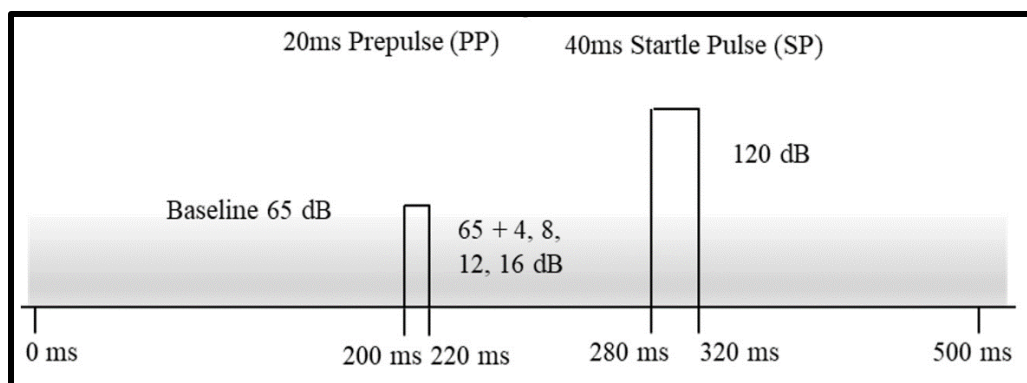 20ms Prepulse (PP)
40ms Startle Pulse (SP)
120 dB
Baseline 65 dB
65 + 4, 8,
12, 16 dB
0 ms
200 ms
220 ms
280 ms
320 ms
500 ms